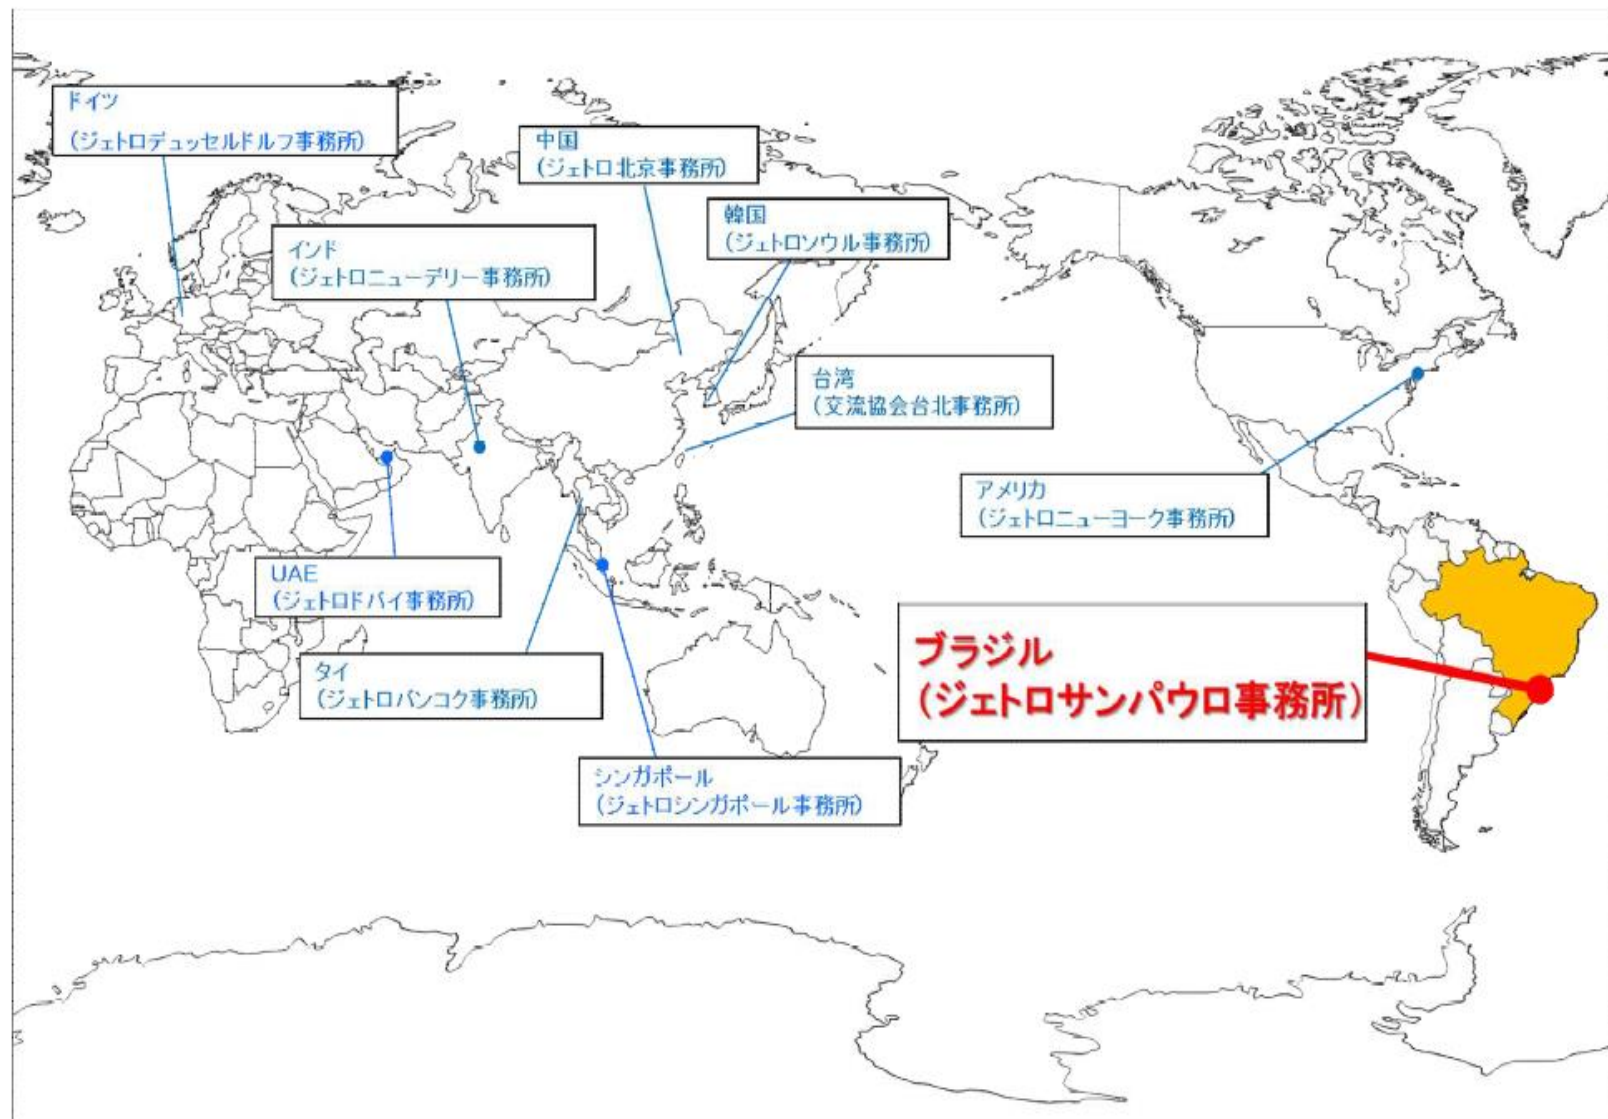 ドイツ
(ジェトロデュッセルドルフ事務所)
中国
(ジェトロ北京事務所)
韓国
(ジェトロソウル事務所)
インド
(ジェトロニューデリー事務所)
台湾
(交流協会台北事務所)
アメリカ
(ジェトロニューヨーク事務所)
UAE
(ジェトロドバイ事務所)
ブラジル
(ジェトロサンパウロ事務所)
タイ
(ジェトロバンコク事務所)
シンガポール
(ジェトロシンガポール事務所)